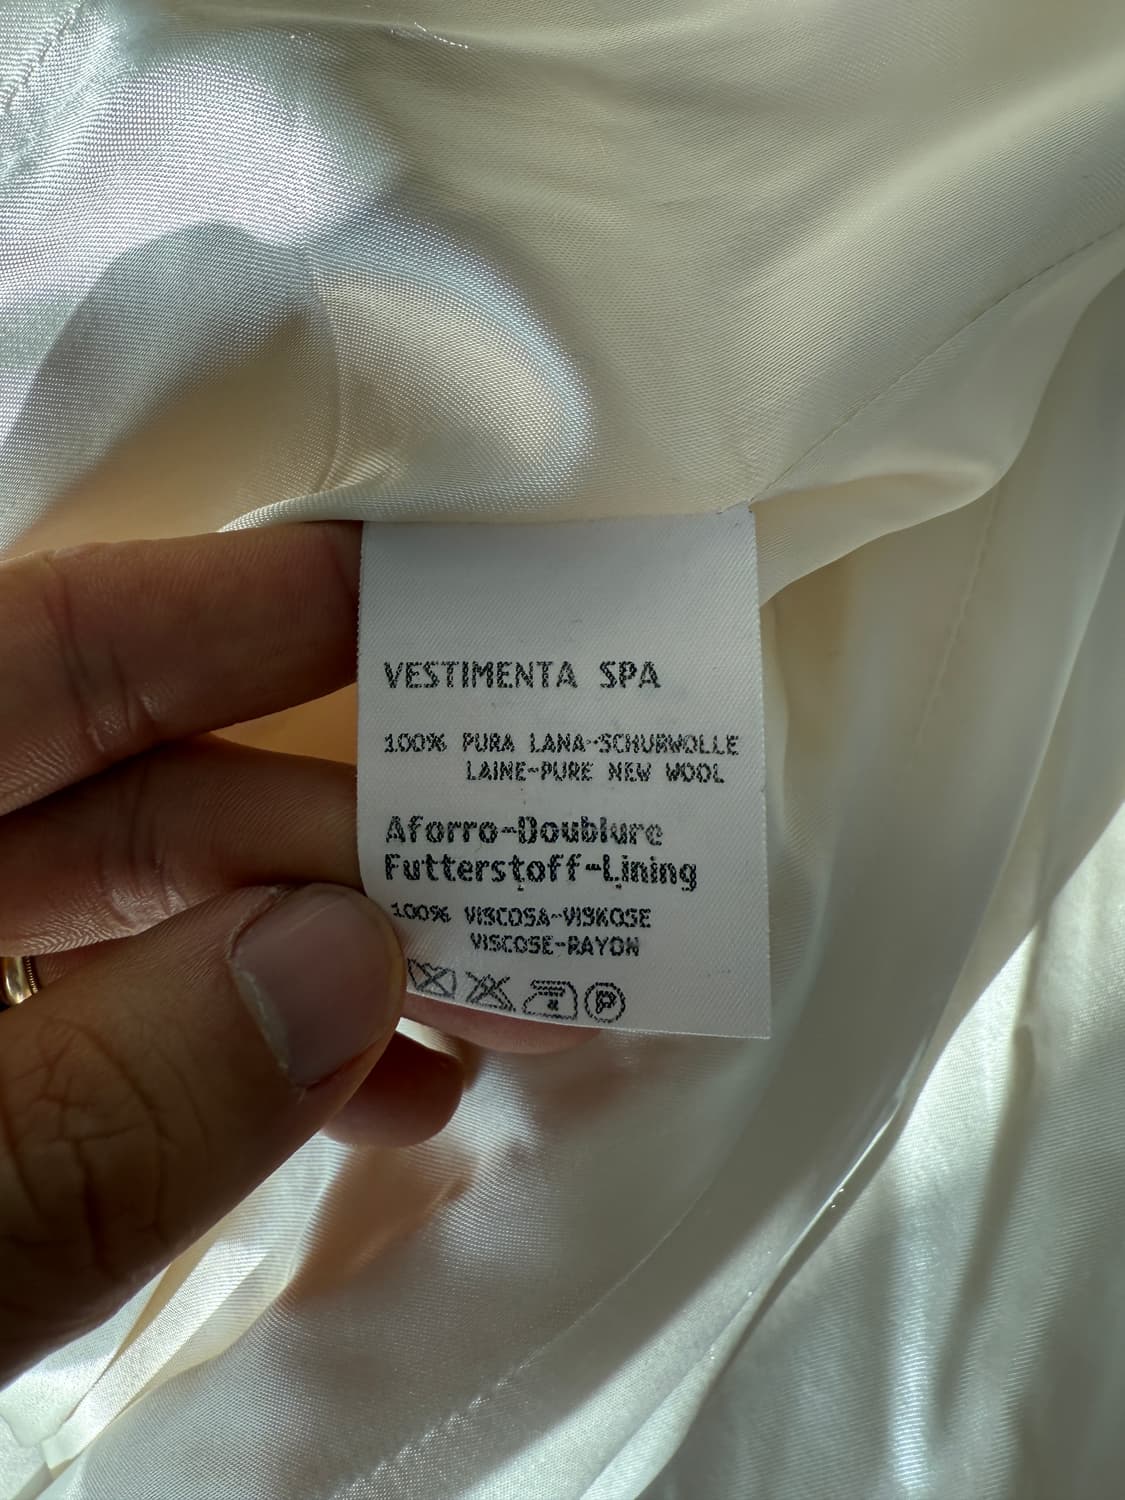 VESTIMENTA SPA
100% PURA LANA-SCHURWOLLE
LAINE-PURE NEW WOOL
Aforro-Doublure
Futterstoff-Lining
100% VISCOSA-VISKOSE
VISCOSE-RAYON
P